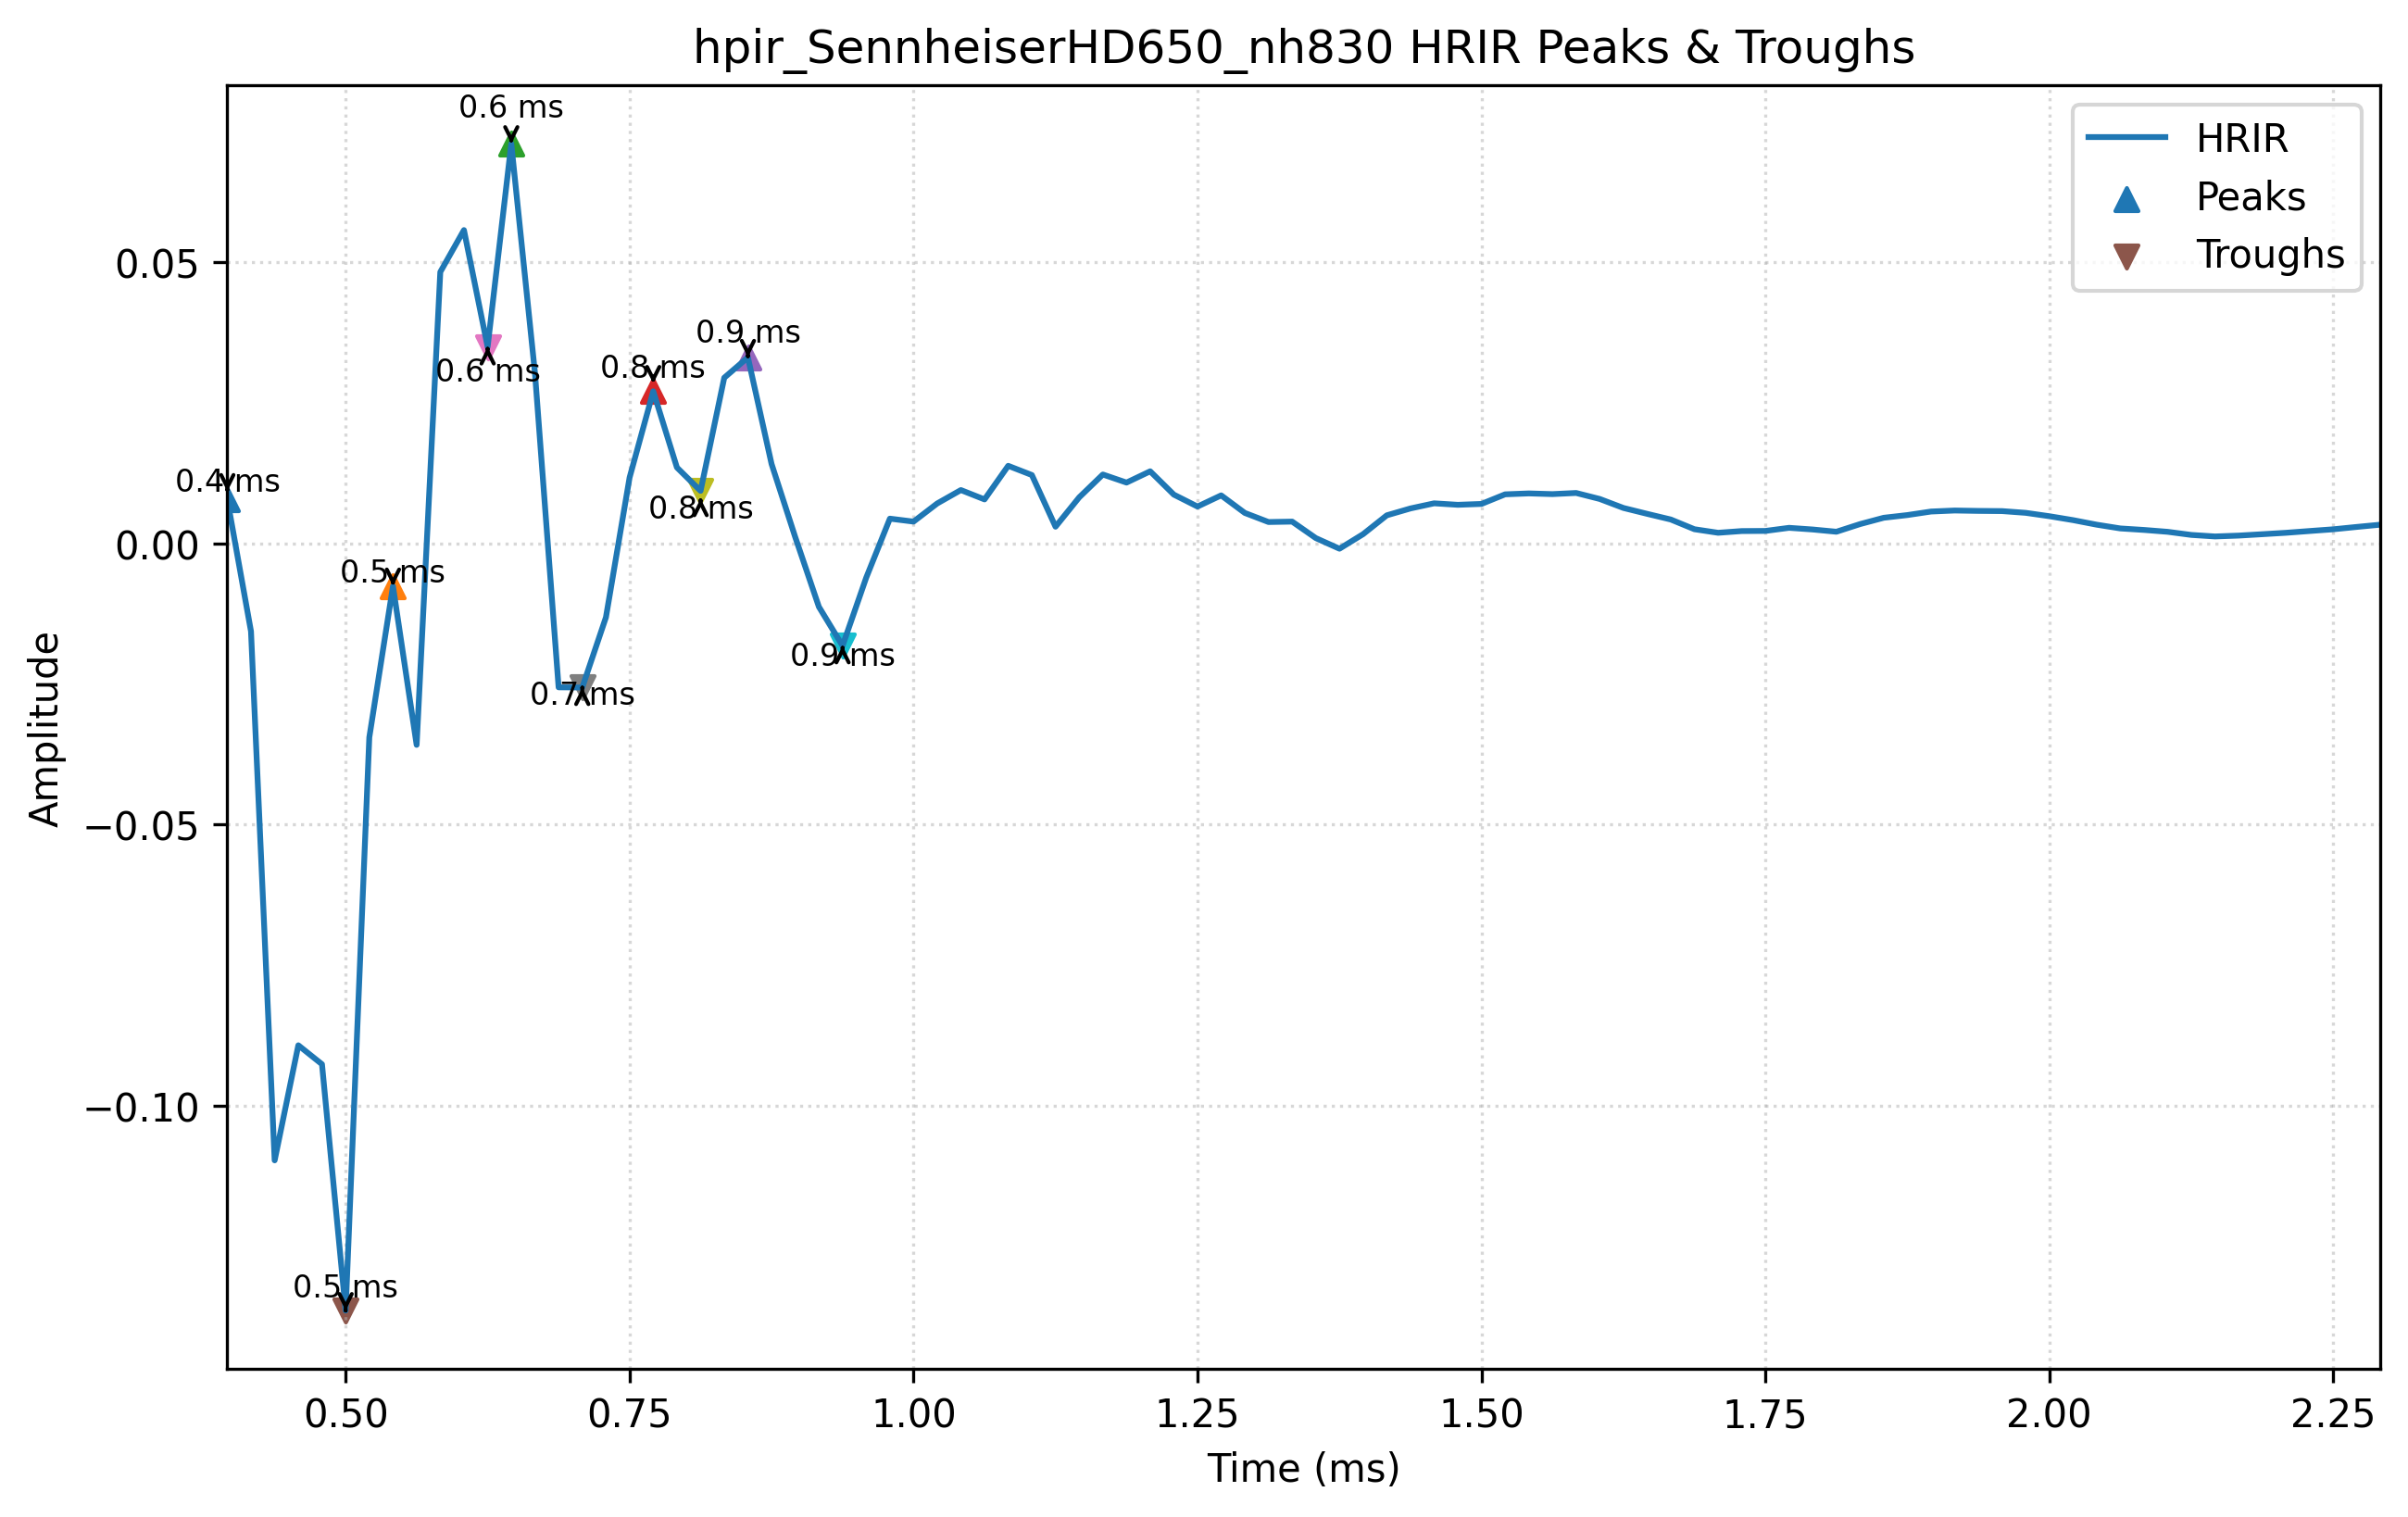 hpir_SennheiserHD650_nh830 HRIR Peaks & Troughs
HRIR
Peaks
Troughs
0.6 ms
0.6 ms
0.9 ms
0.8 ms
0.4 ms
0.8 ms
0.5 ms
0.9 ms
0.7 ms
0.5 ms
Amplitude
0.05
0.00
−0.05
−0.10
0.50
0.75
1.00
1.25
1.50
1.75
2.00
2.25
Time (ms)